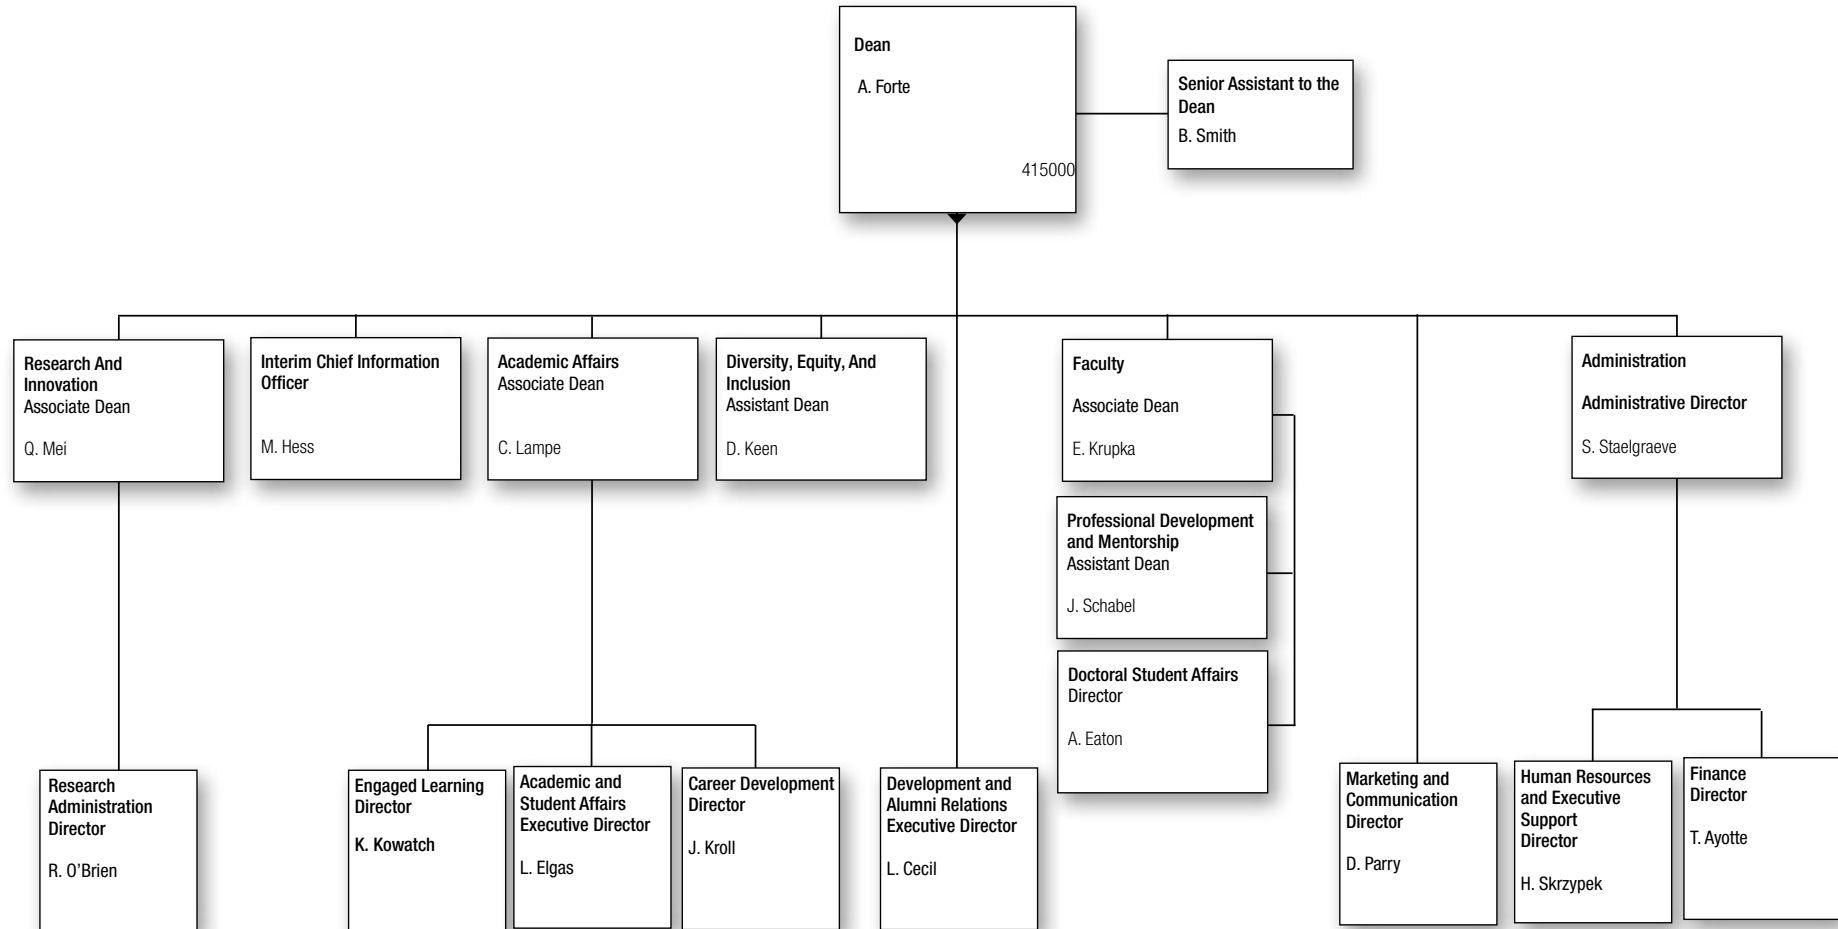 Dean
A. Forte
415000
Senior Assistant to the
Dean
B. Smith
Research And
Innovation
Associate Dean
Q. Mei
Interim Chief Information
Officer
M. Hess
Academic Affairs
Associate Dean
C. Lampe
Diversity, Equity, And
Inclusion
Assistant Dean
D. Keen
Faculty
Associate Dean
E. Krupka
Administration
Administrative Director
S. Staelgraeve
Professional Development
and Mentorship
Assistant Dean
J. Schabel
Doctoral Student Affairs
Director
A. Eaton
Research
Administration
Director
R. O’Brien
Engaged Learning
Director
K. Kowatch
Academic and
Student Affairs
Executive Director
L. Elgas
Career Development
Director
J. Kroll
Development and
Alumni Relations
Executive Director
L. Cecil
Marketing and
Communication
Director
D. Parry
Human Resources
and Executive
Support
Director
H. Skrzypek
Finance
Director
T. Ayotte